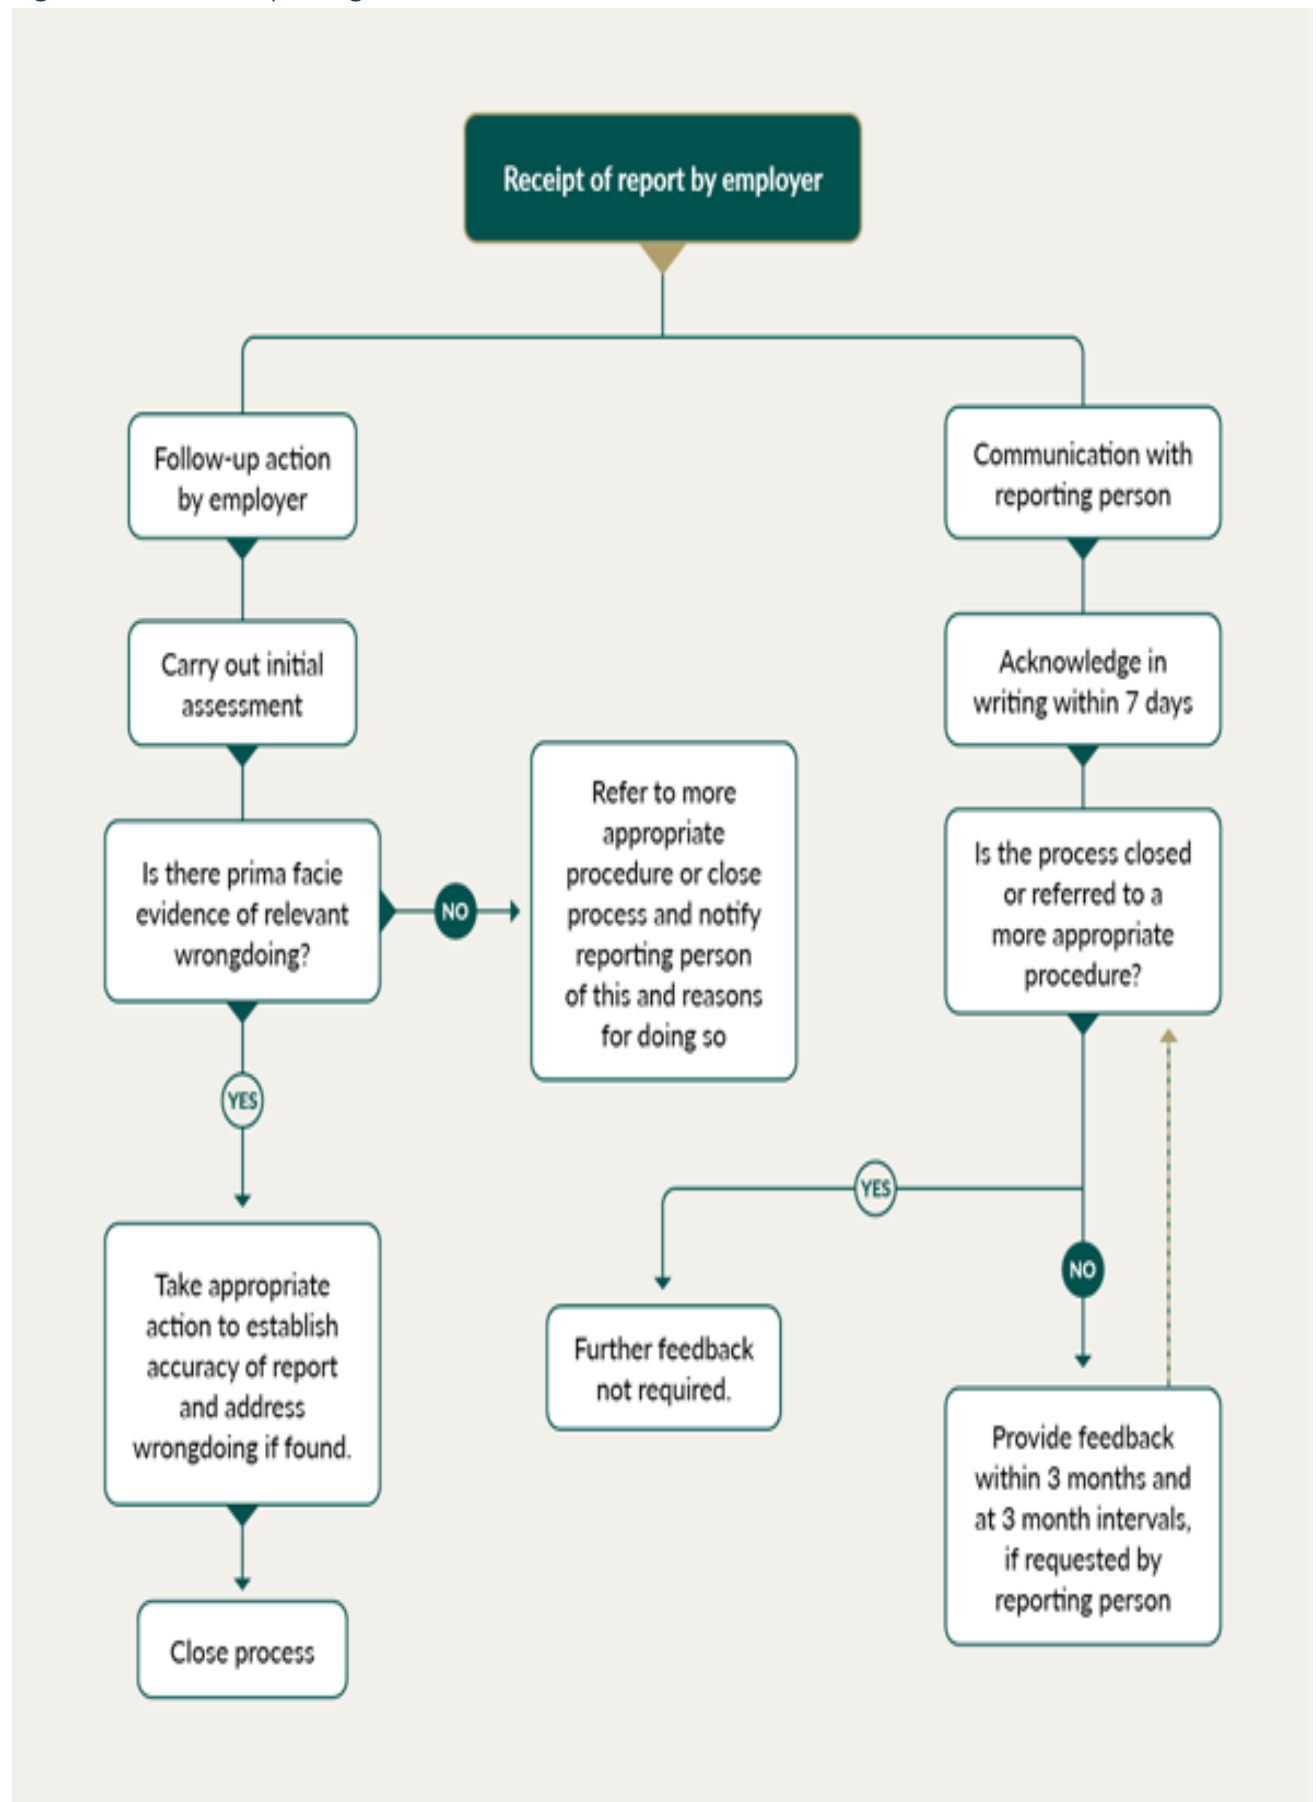 Receipt of report by employer
Follow-up action
by employer
Communication with
reporting person
Carry out initial
assessment
Acknowledge in
writing within 7 days
Is there prima facie
evidence of relevant
wrongdoing?
NO
Refer to more
appropriate
procedure or close
process and notify
reporting person
of this and reasons
for doing so
Is the process closed
or referred to a
more appropriate
procedure?
YES
YES
NO
Take appropriate
action to establish
accuracy of report
and address
wrongdoing if found.
Further feedback
not required.
Provide feedback
within 3 months and
at 3 month intervals,
if requested by
reporting person
Close process